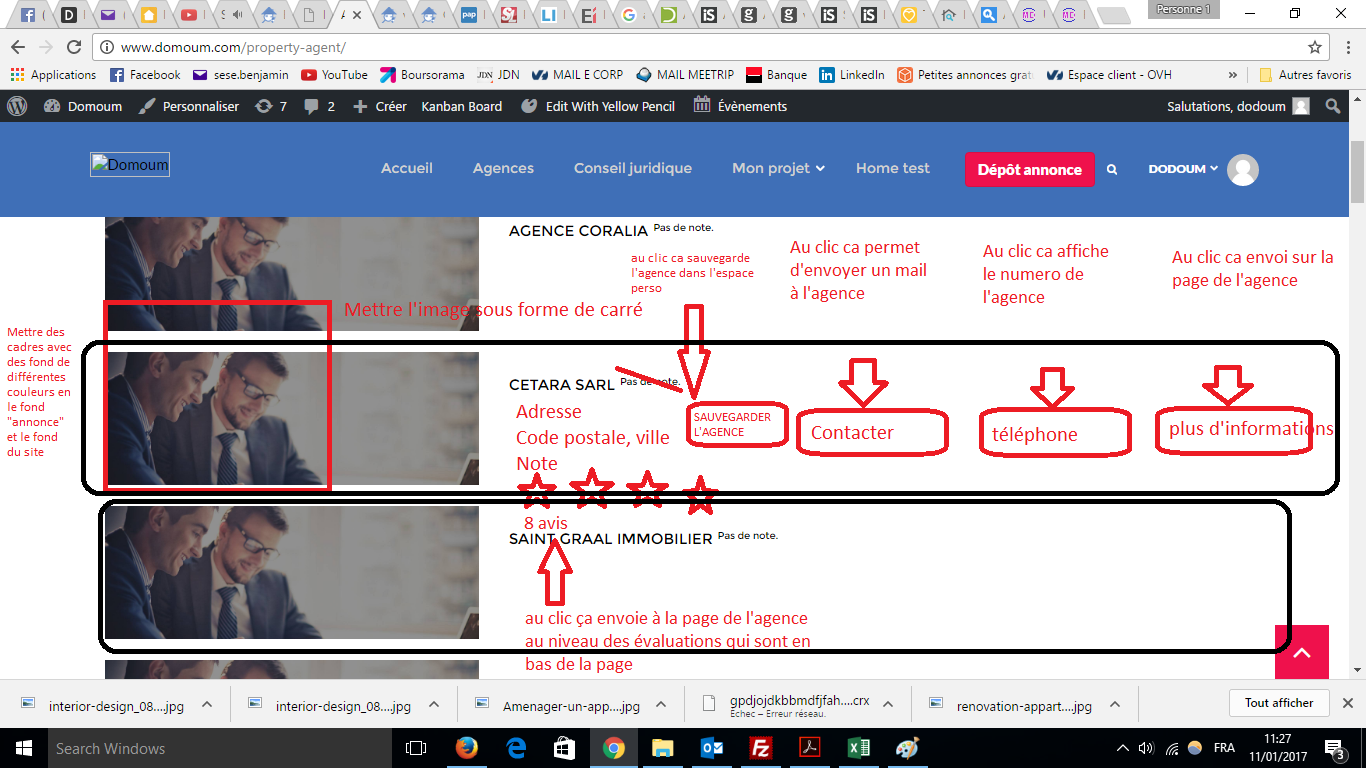 Personne 1
www.domoum.com/property-agent/
Applications Facebook sese.benjamin YouTube Boursorama JDN MAIL E CORP MAIL MEETRIP Banque LinkedIn Petites annonces grat Espace client - OVH » Autres favoris
Domoum Personnaliser 7 2 Créer Kanban Board Edit With Yellow Pencil Évènements Salutations, dodoum
Domoum Accueil Agences Conseil juridique Mon projet Home test Dépôt annonce DODOUM
AGENCE CORALIA Pas de note.
au clic ca sauvegarde
l'agence dans l'espace
perso
Au clic ca permet
d'envoyer un mail
à l'agence
Au clic ca affiche
le numero de
l'agence
Au clic ca envoi sur la
page de l'agence
Mettre l'image sous forme de carré
Mettre des
cadres avec
des fond de
différentes
couleurs en
le fond
"annonce"
et le fond
du site
CETARA SARL Pas de note.
Adresse
Code postale, ville
Note
SAUVEGARDER
L'AGENCE
Contacter
téléphone
plus d'informations
8 avis
SAINT GRAAL IMMOBILIER Pas de note.
au clic ça envoie à la page de l'agence
au niveau des évaluations qui sont en
bas de la page
interior-design_08....jpg interior-design_08....jpg Amenager-un-app....jpg gpdjojdkbbmdfjfah....crx renovation-appart....jpg Tout afficher
Échec – Erreur réseau.
Search Windows
FRA
11:27
11/01/2017
3